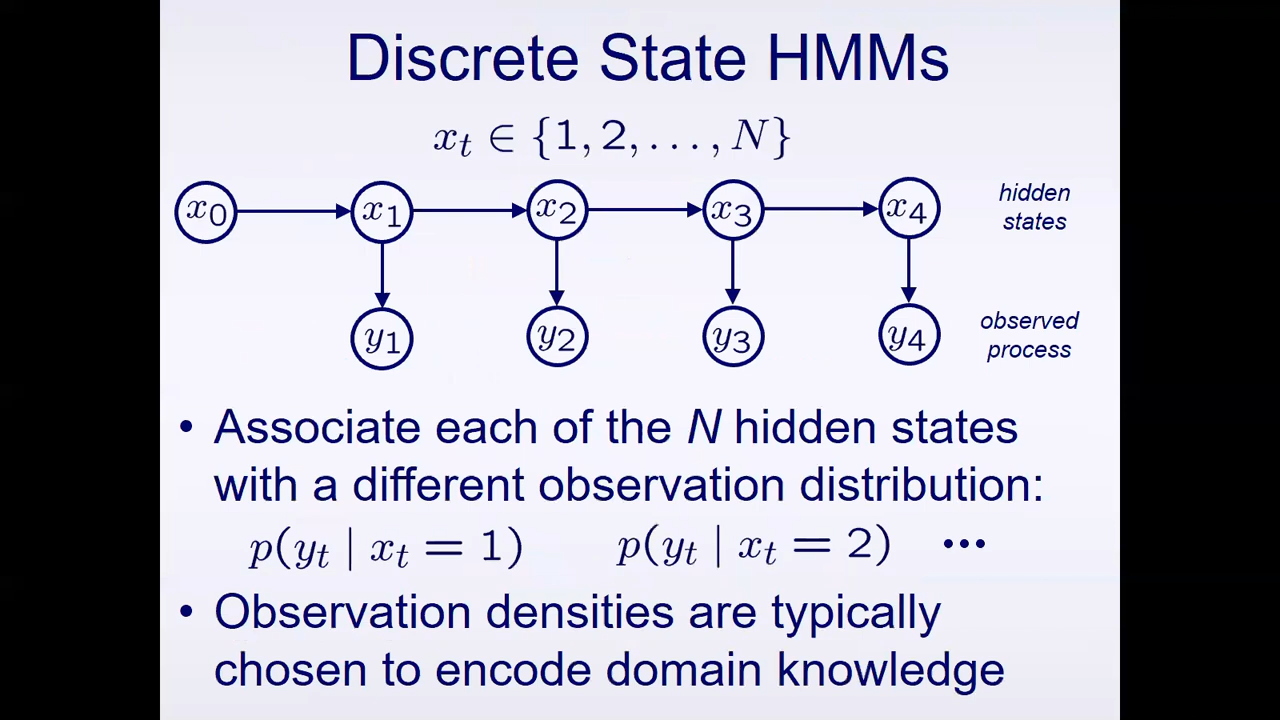 Discrete State HMMs
x_t ∈ {1, 2, . . . , N}
x_0 x_1 x_2 x_3 x_4 hidden
states
y_1 y_2 y_3 y_4 observed
process
• Associate each of the N hidden states
with a different observation distribution:
p(y_t | x_t = 1) p(y_t | x_t = 2) •••
• Observation densities are typically
chosen to encode domain knowledge